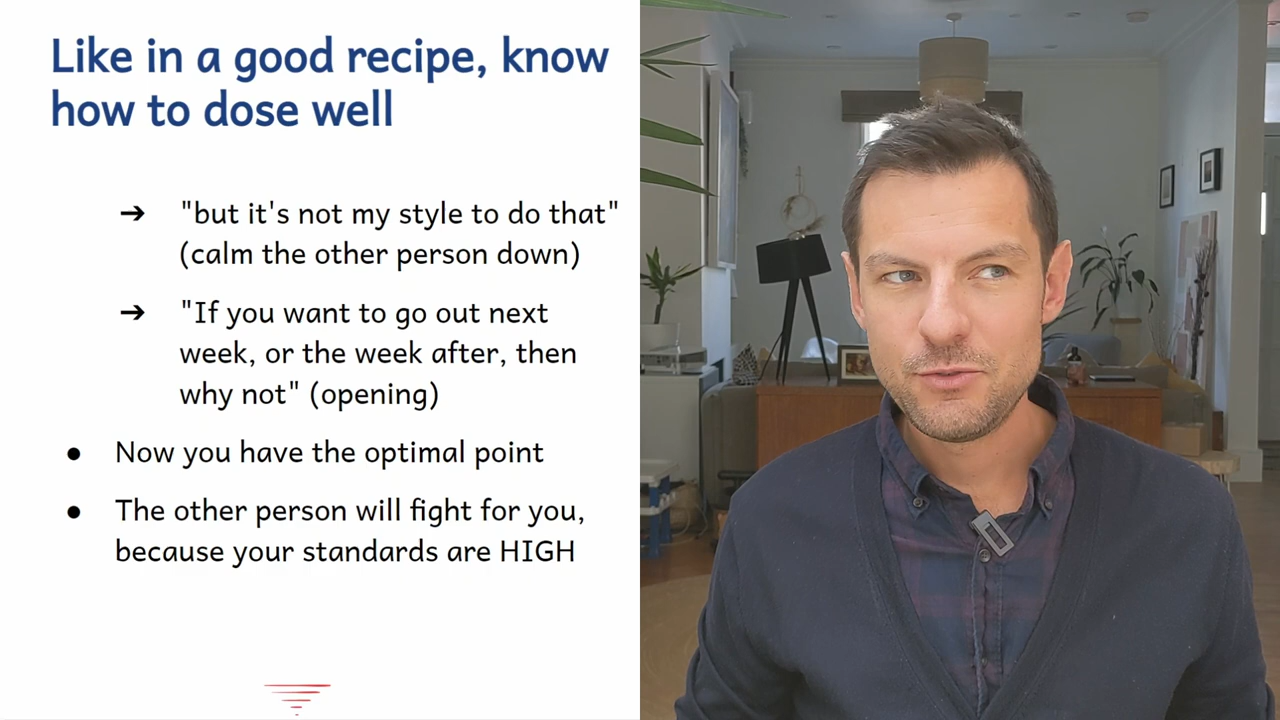 Like in a good recipe, know
how to dose well
➔ "but it's not my style to do that"
(calm the other person down)
➔ "If you want to go out next
week, or the week after, then
why not" (opening)
● Now you have the optimal point
● The other person will fight for you,
because your standards are HIGH